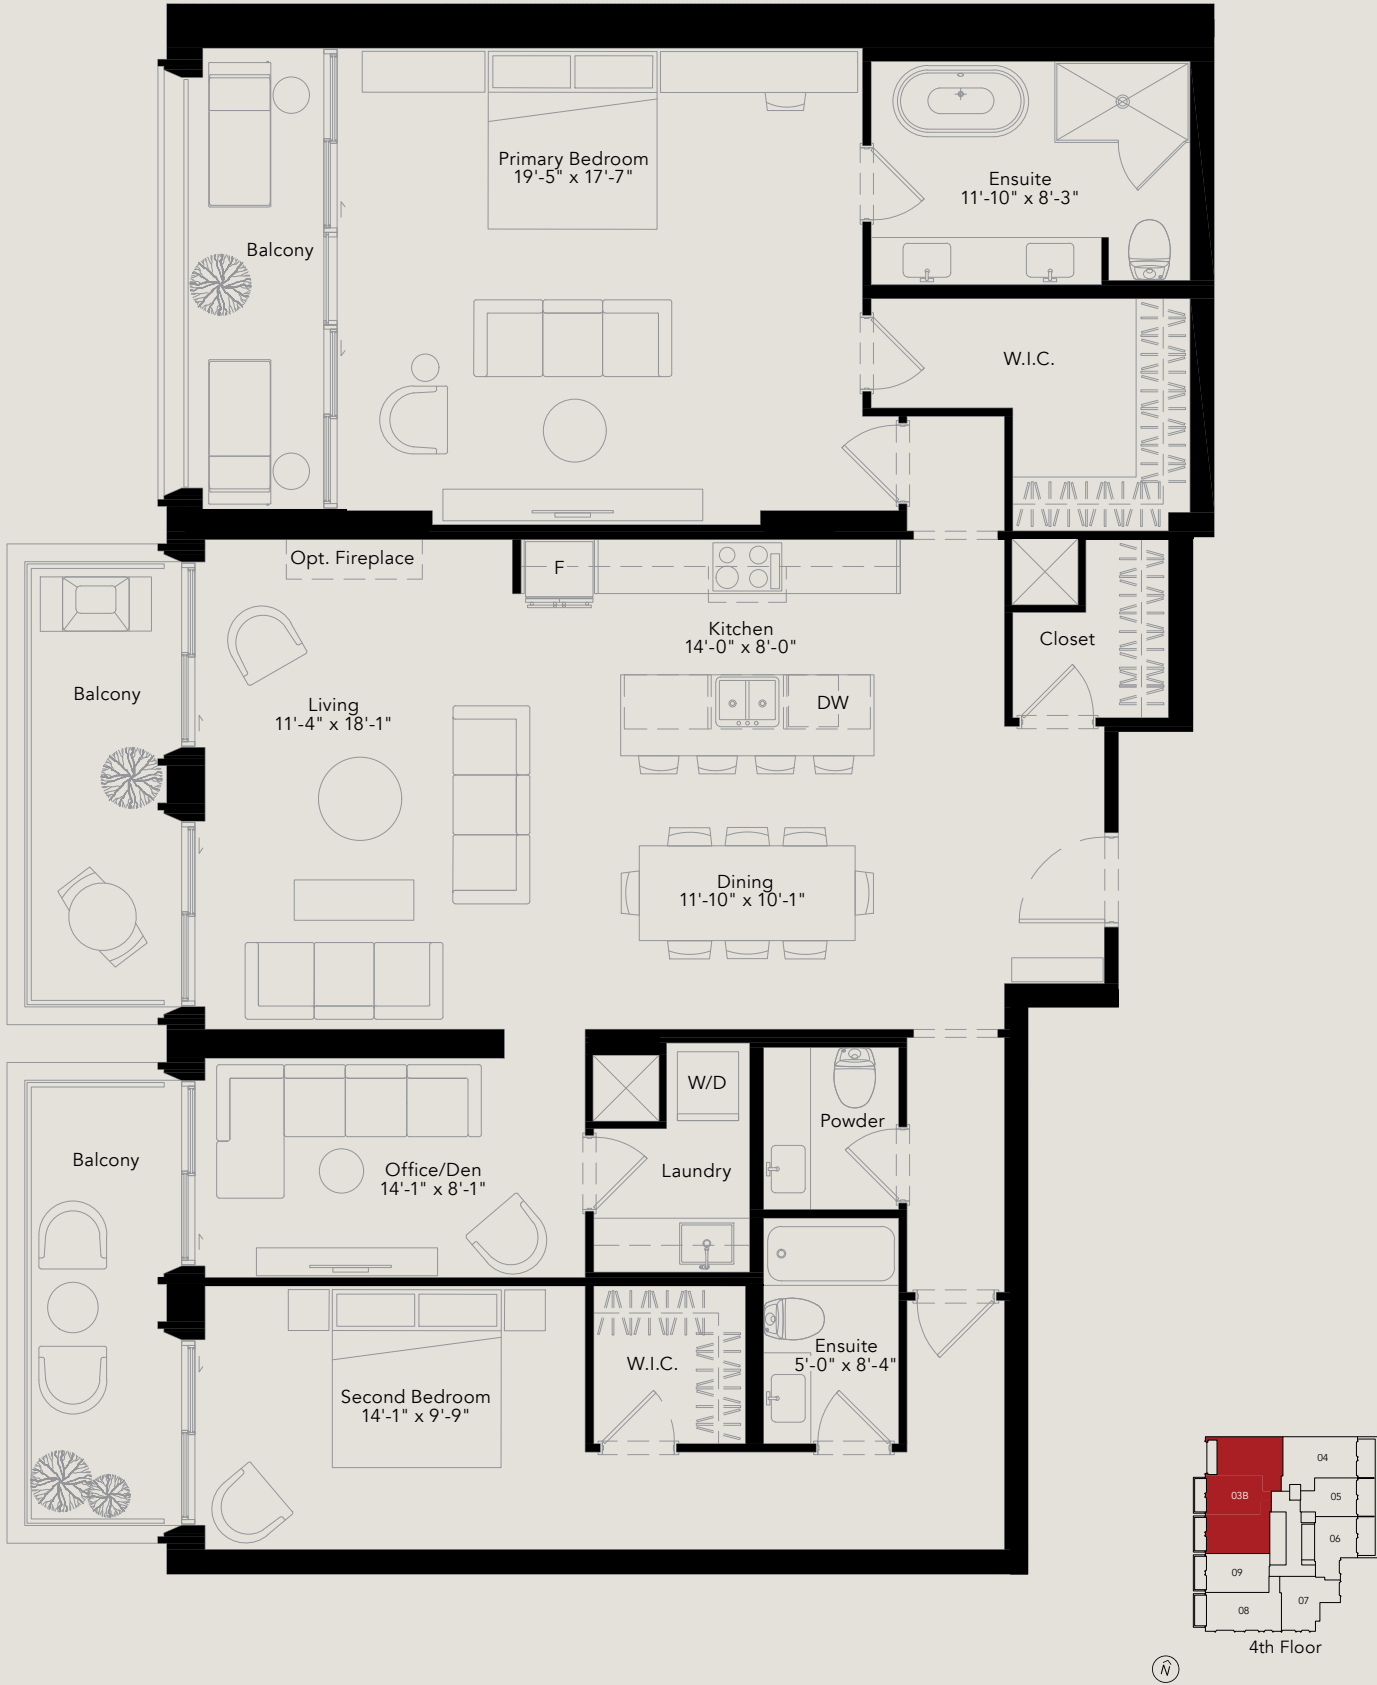 Primary Bedroom
19'-5" x 17'-7"
Ensuite
11'-10" x 8'-3"
Balcony
W.I.C.
Opt. Fireplace
F
Kitchen
14'-0" x 8'-0"
Closet
Balcony
Living
11'-4" x 18'-1"
DW
Dining
11'-10" x 10'-1"
W/D
Powder
Balcony
Office/Den
14'-1" x 8'-1"
Laundry
Ensuite
5'-0" x 8'-4"
W.I.C.
Second Bedroom
14'-1" x 9'-9"
04
03B
05
06
09
07
08
4th Floor
N